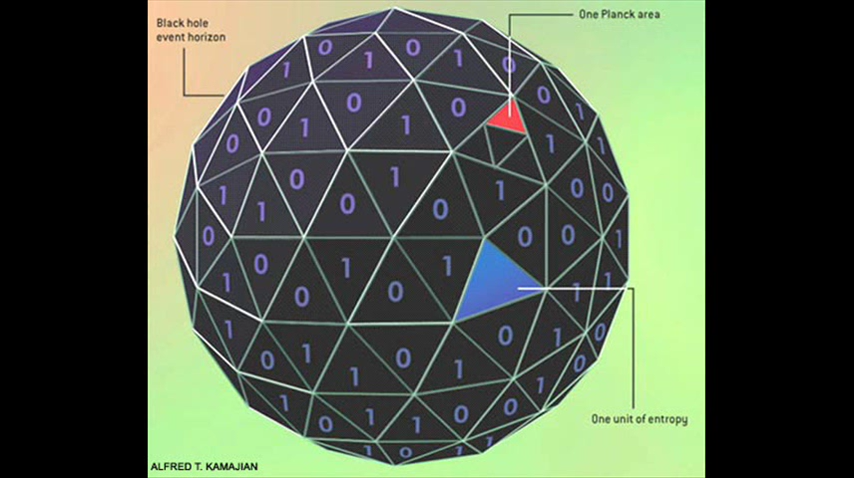 Black hole
event horizon
One Planck area
1 0 1 0 1 0
0 0 1 0 1 0 1 0 1 1
1 1 0 0 1 0 1 0 0
0 1 0 0 1 0 1 0 0 1 1 1
1 0 1 1 0 1 0 1 0
1 0 1 1 0 0 1 0
1 0 1 1
One unit of entropy
ALFRED T. KAMAJIAN